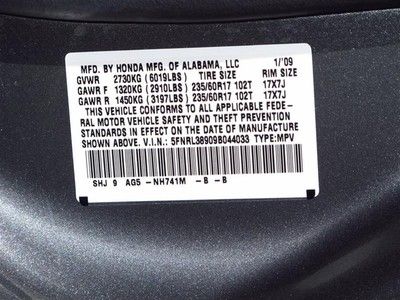 MFD. BY HONDA MFG. OF ALABAMA, LLC 1/'09
GVWR 2730KG (6019LBS) TIRE SIZE RIM SIZE
GAWR F 1320KG (2910LBS) 235/60R17 102T 17X7J
GAWR R 1450KG (3197LBS) 235/60R17 102T 17X7J
THIS VEHICLE CONFORMS TO ALL APPLICABLE FEDE-
RAL MOTOR VEHICLE SAFETY AND THEFT PREVENTION
STANDARDS IN EFFECT ON THE DATE OF MANUFACTURE
SHOWN ABOVE. V.I.N.: 5FNRL38909B044033 TYPE:MPV
SHJ 9 AG5 -NH741M -B -B